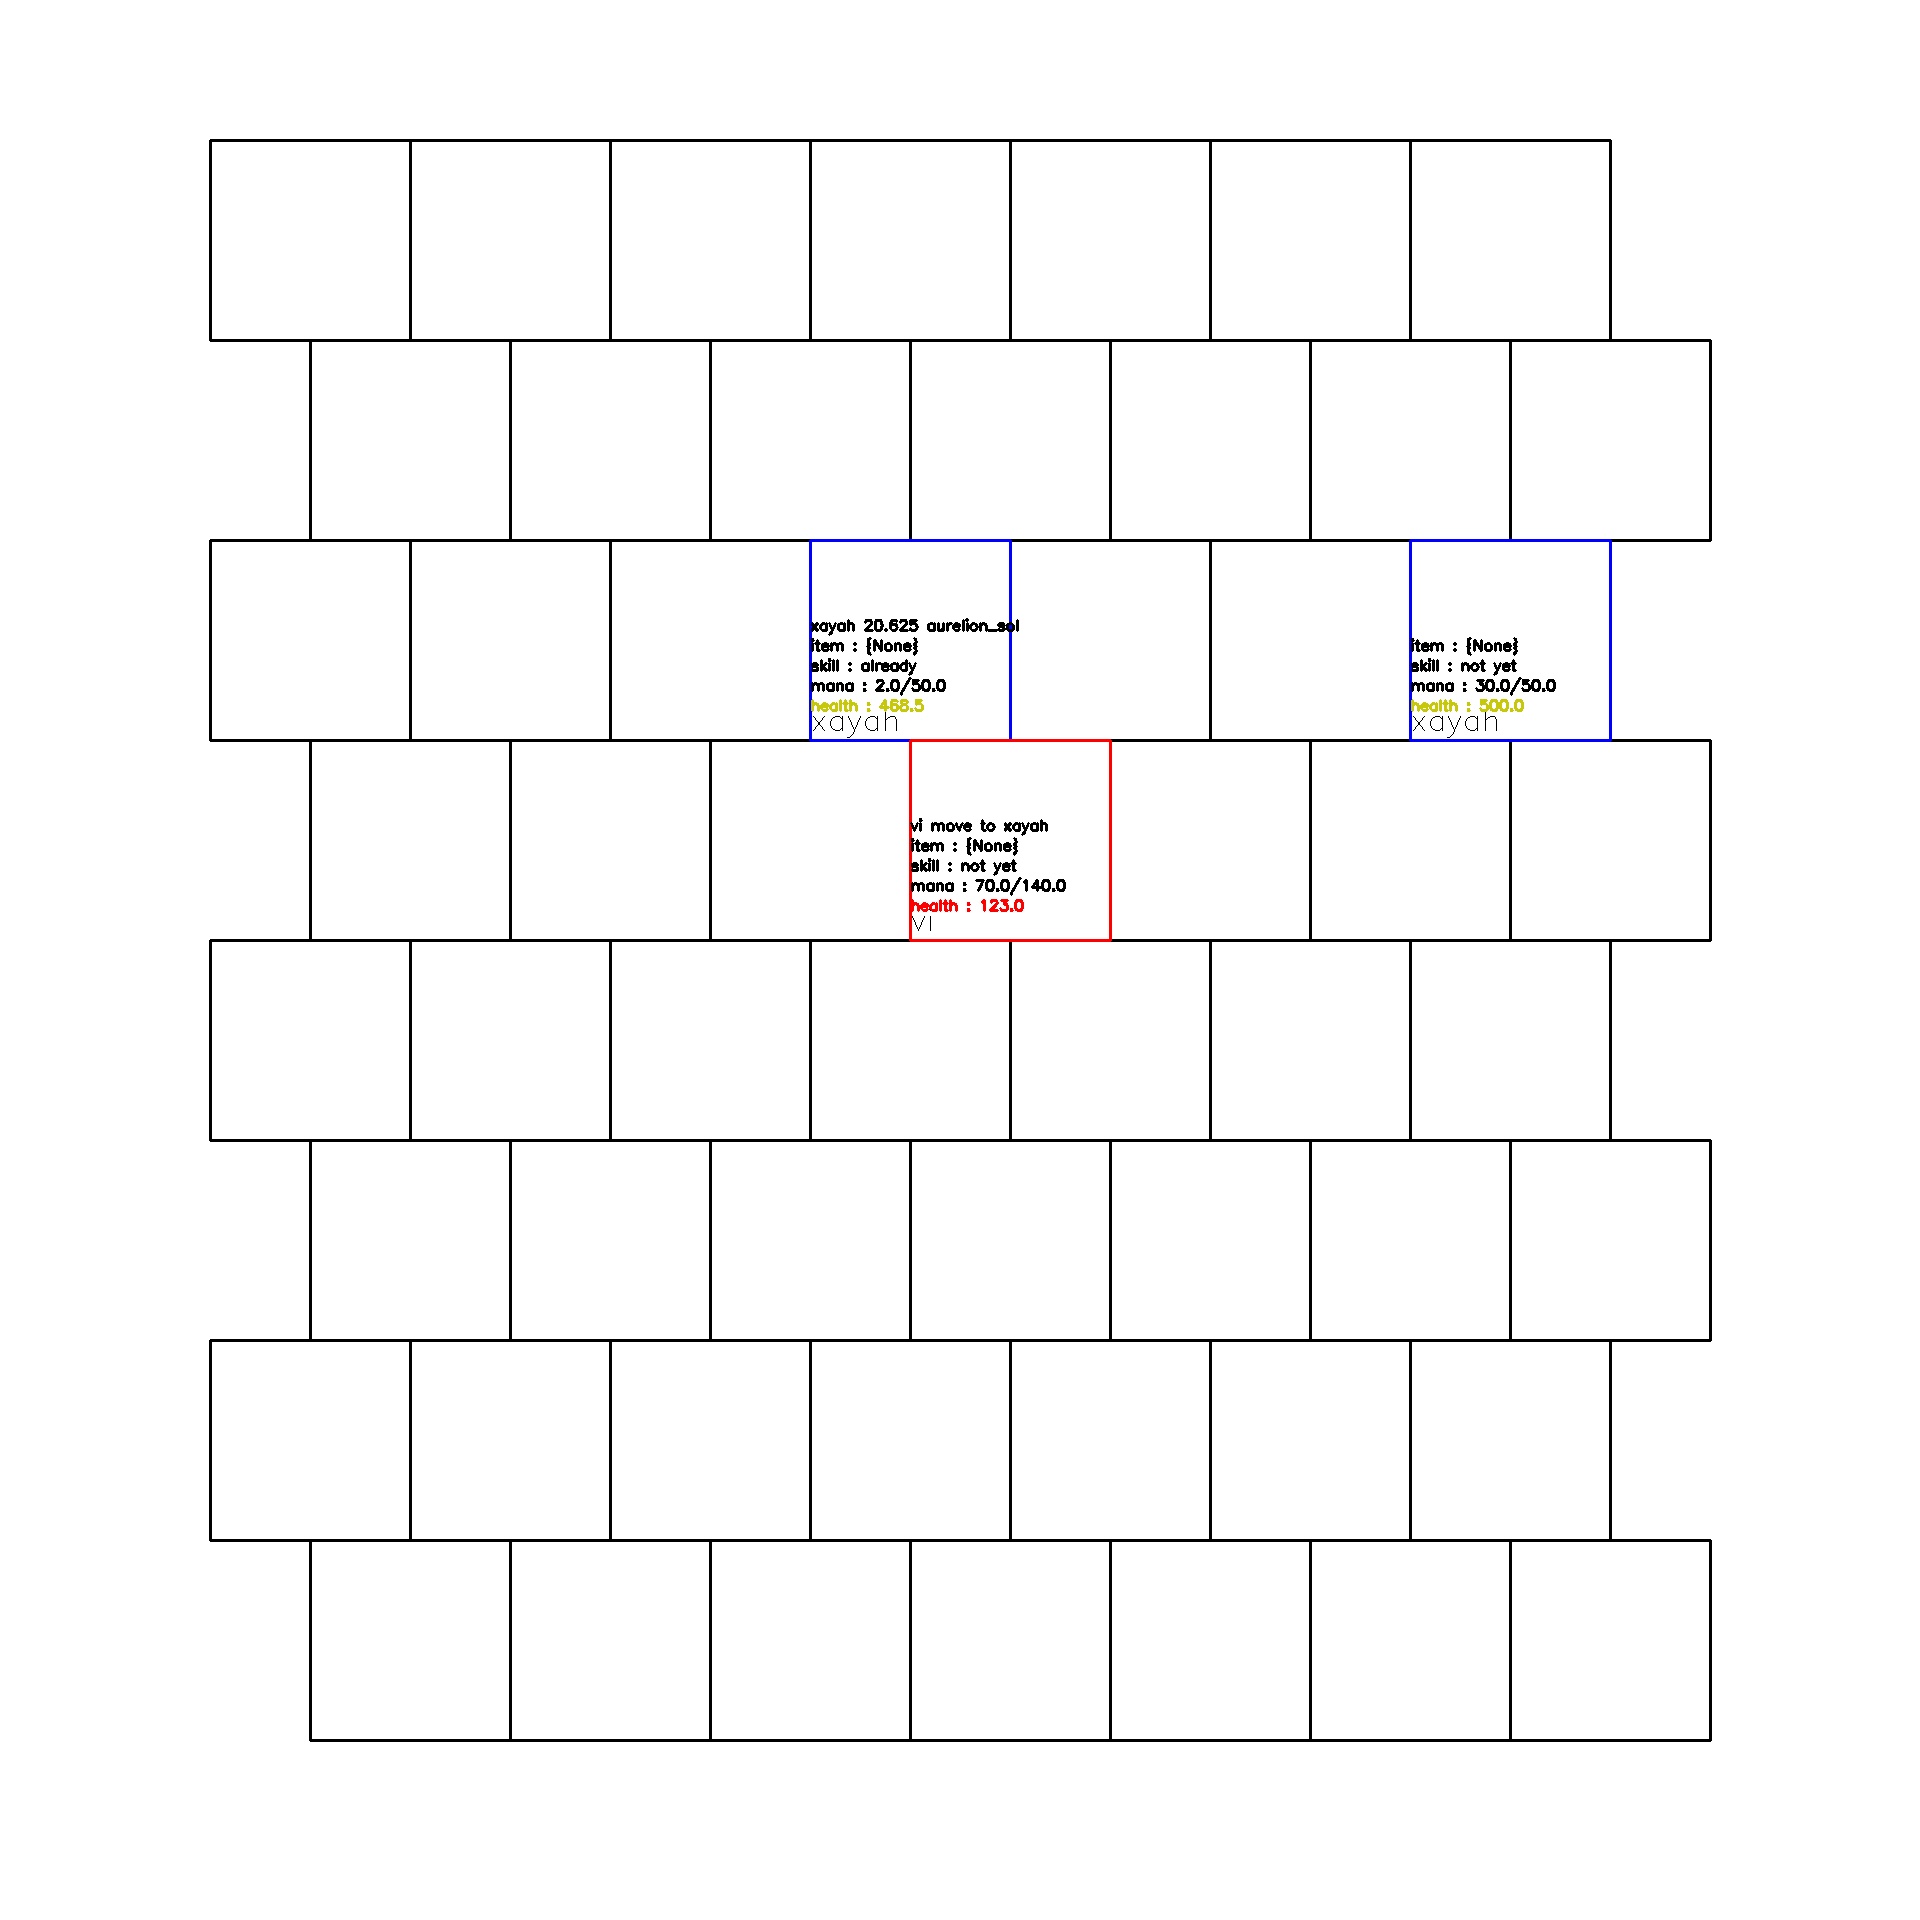 xayah 20.625 aurelion_sol
item : {None}
skill : already
mana : 2.0/50.0
health : 468.5
xayah
item : {None}
skill : not yet
mana : 30.0/50.0
health : 500.0
xayah
vi move to xayah
item : {None}
skill : not yet
mana : 70.0/140.0
health : 123.0
vi